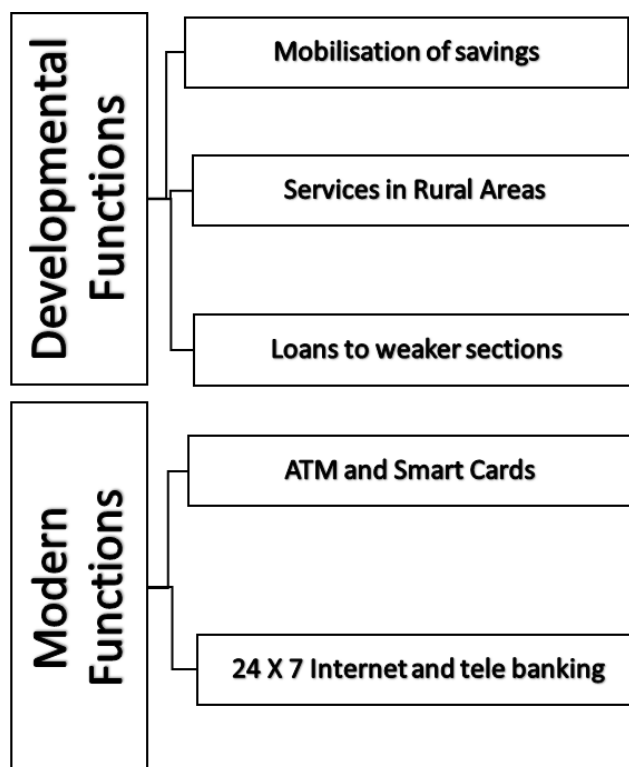 Developmental
Functions
Mobilisation of savings
Services in Rural Areas
Loans to weaker sections
Modern
Functions
ATM and Smart Cards
24 X 7 Internet and tele banking